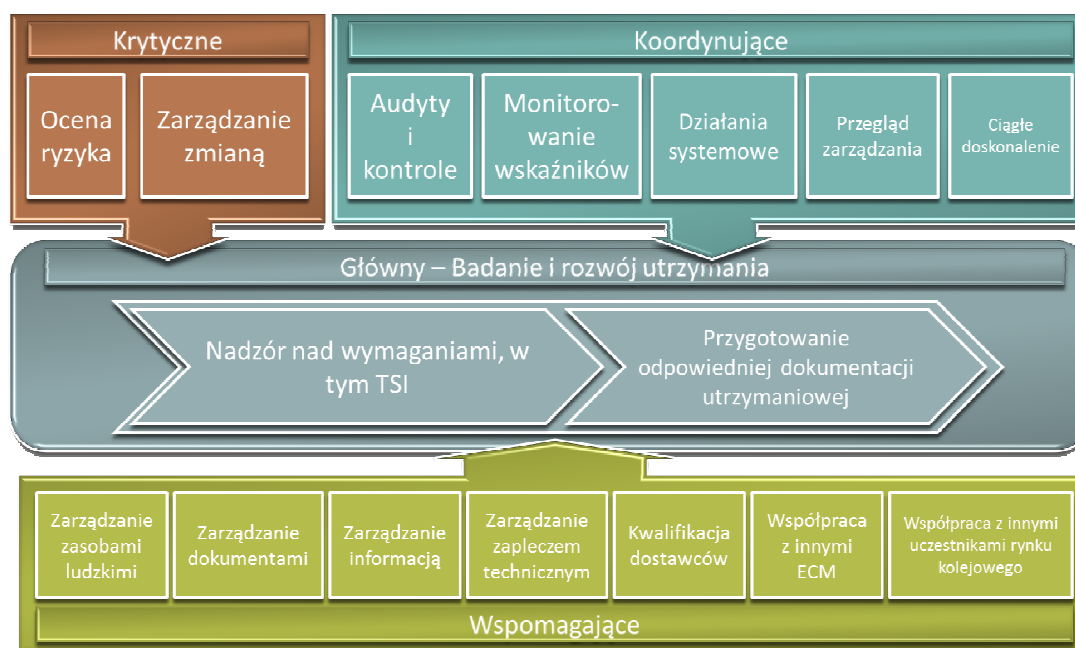 Krytyczne
Ocena
ryzyka
Zarządzanie
zmianą
Koordynujące
Audyty
i
kontrole
Monitoro-
wanie
wskaźników
Działania
systemowe
Przegląd
zarządzania
Ciągłe
doskonalenie
Główny – Badanie i rozwój utrzymania
Nadzór nad wymaganiami, w
tym TSI
Przygotowanie
odpowiedniej dokumentacji
utrzymaniowej
Zarządzanie
zasobami
ludzkimi
Zarządzanie
dokumentami
Zarządzanie
informacją
Zarządzanie
zapleczem
technicznym
Kwalifikacja
dostawców
Współpraca
z innymi
ECM
Współpraca z innymi
uczestnikami rynku
kolejowego
Wspomagające